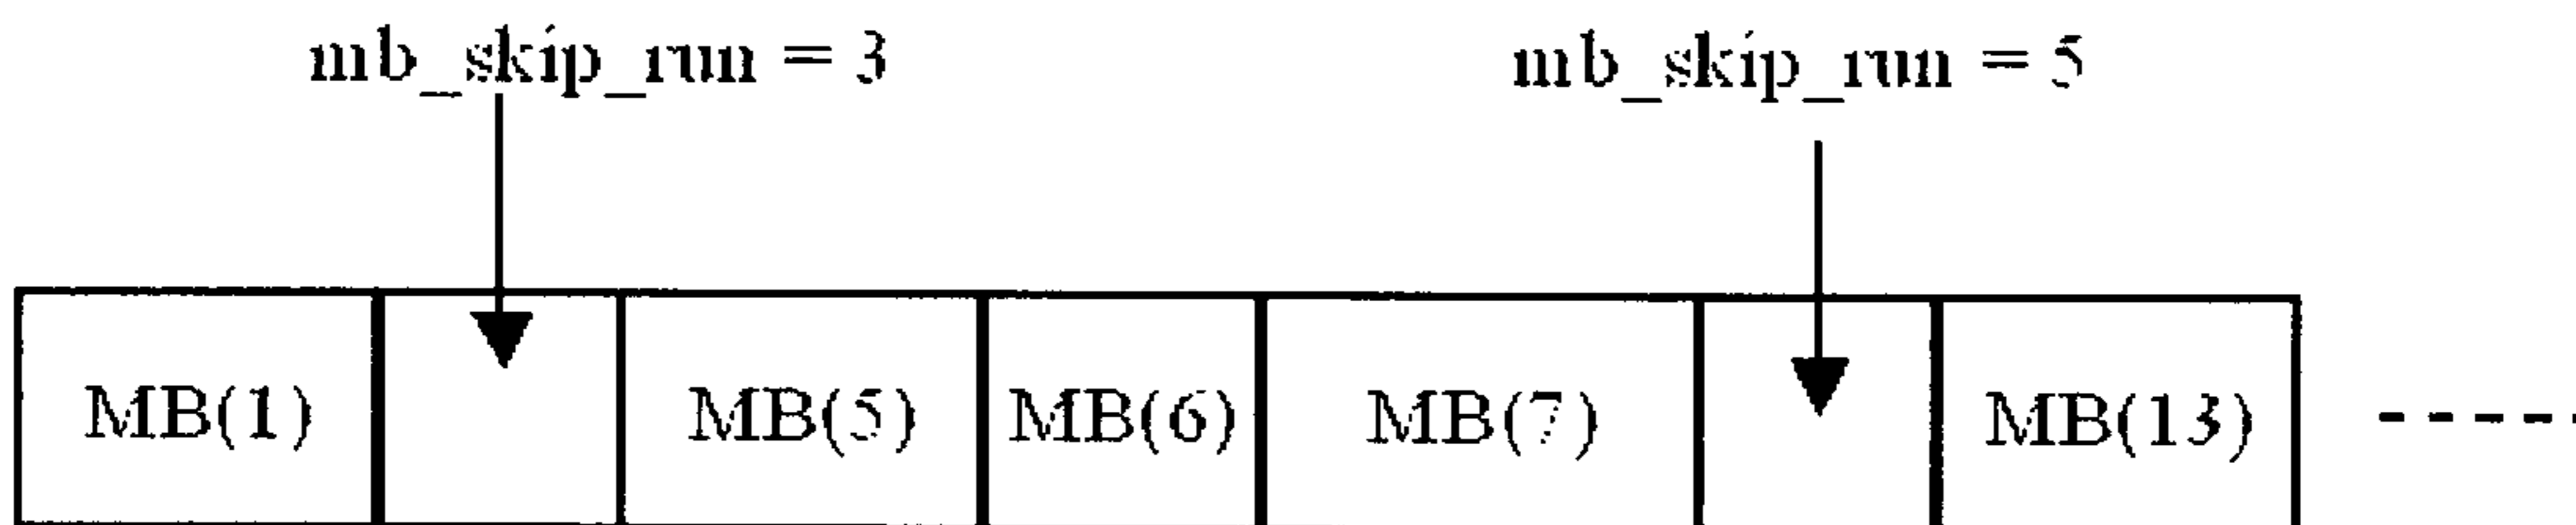 mb_skip_run = 3 mb_skip_run = 5
MB(1) MB(5) MB(6) MB(7) MB(13)